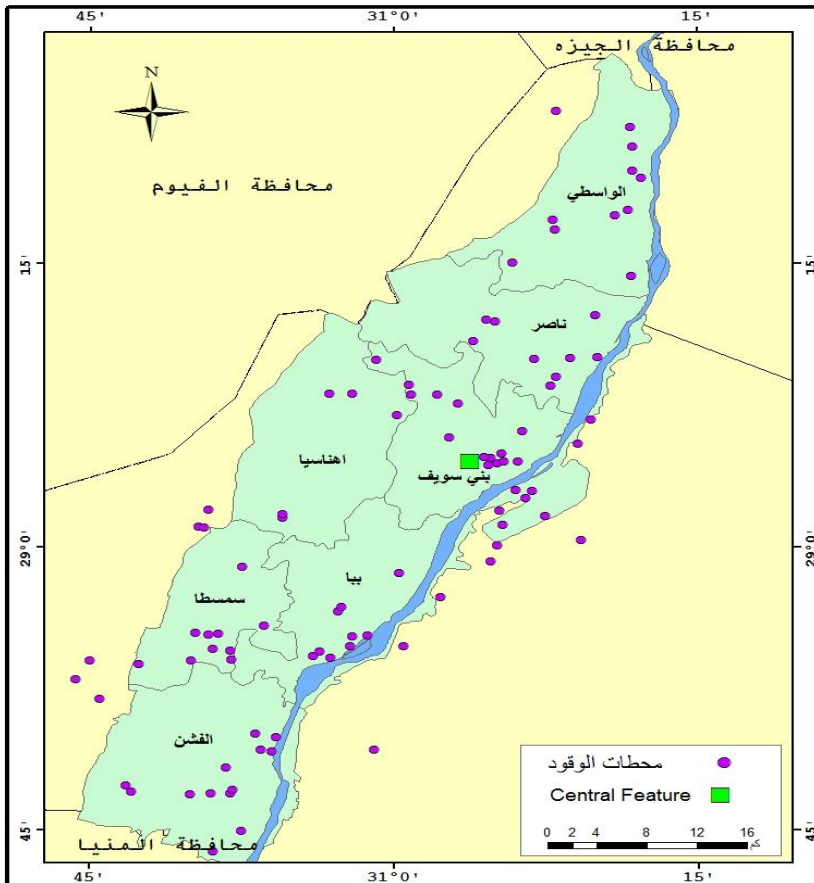 45' 31°0' 15'
محافظة الجيزه
N
محافظة الفيوم
الواسطي
15' 15'
ناصر
اهناسيا
بني سويف
29°0' 29°0'
ببا
سمسطا
الفشن
محطات الوقود
Central Feature
45' 45'
0 2 4 8 12 16 كم
محافظة المنيا
45' 31°0' 15'